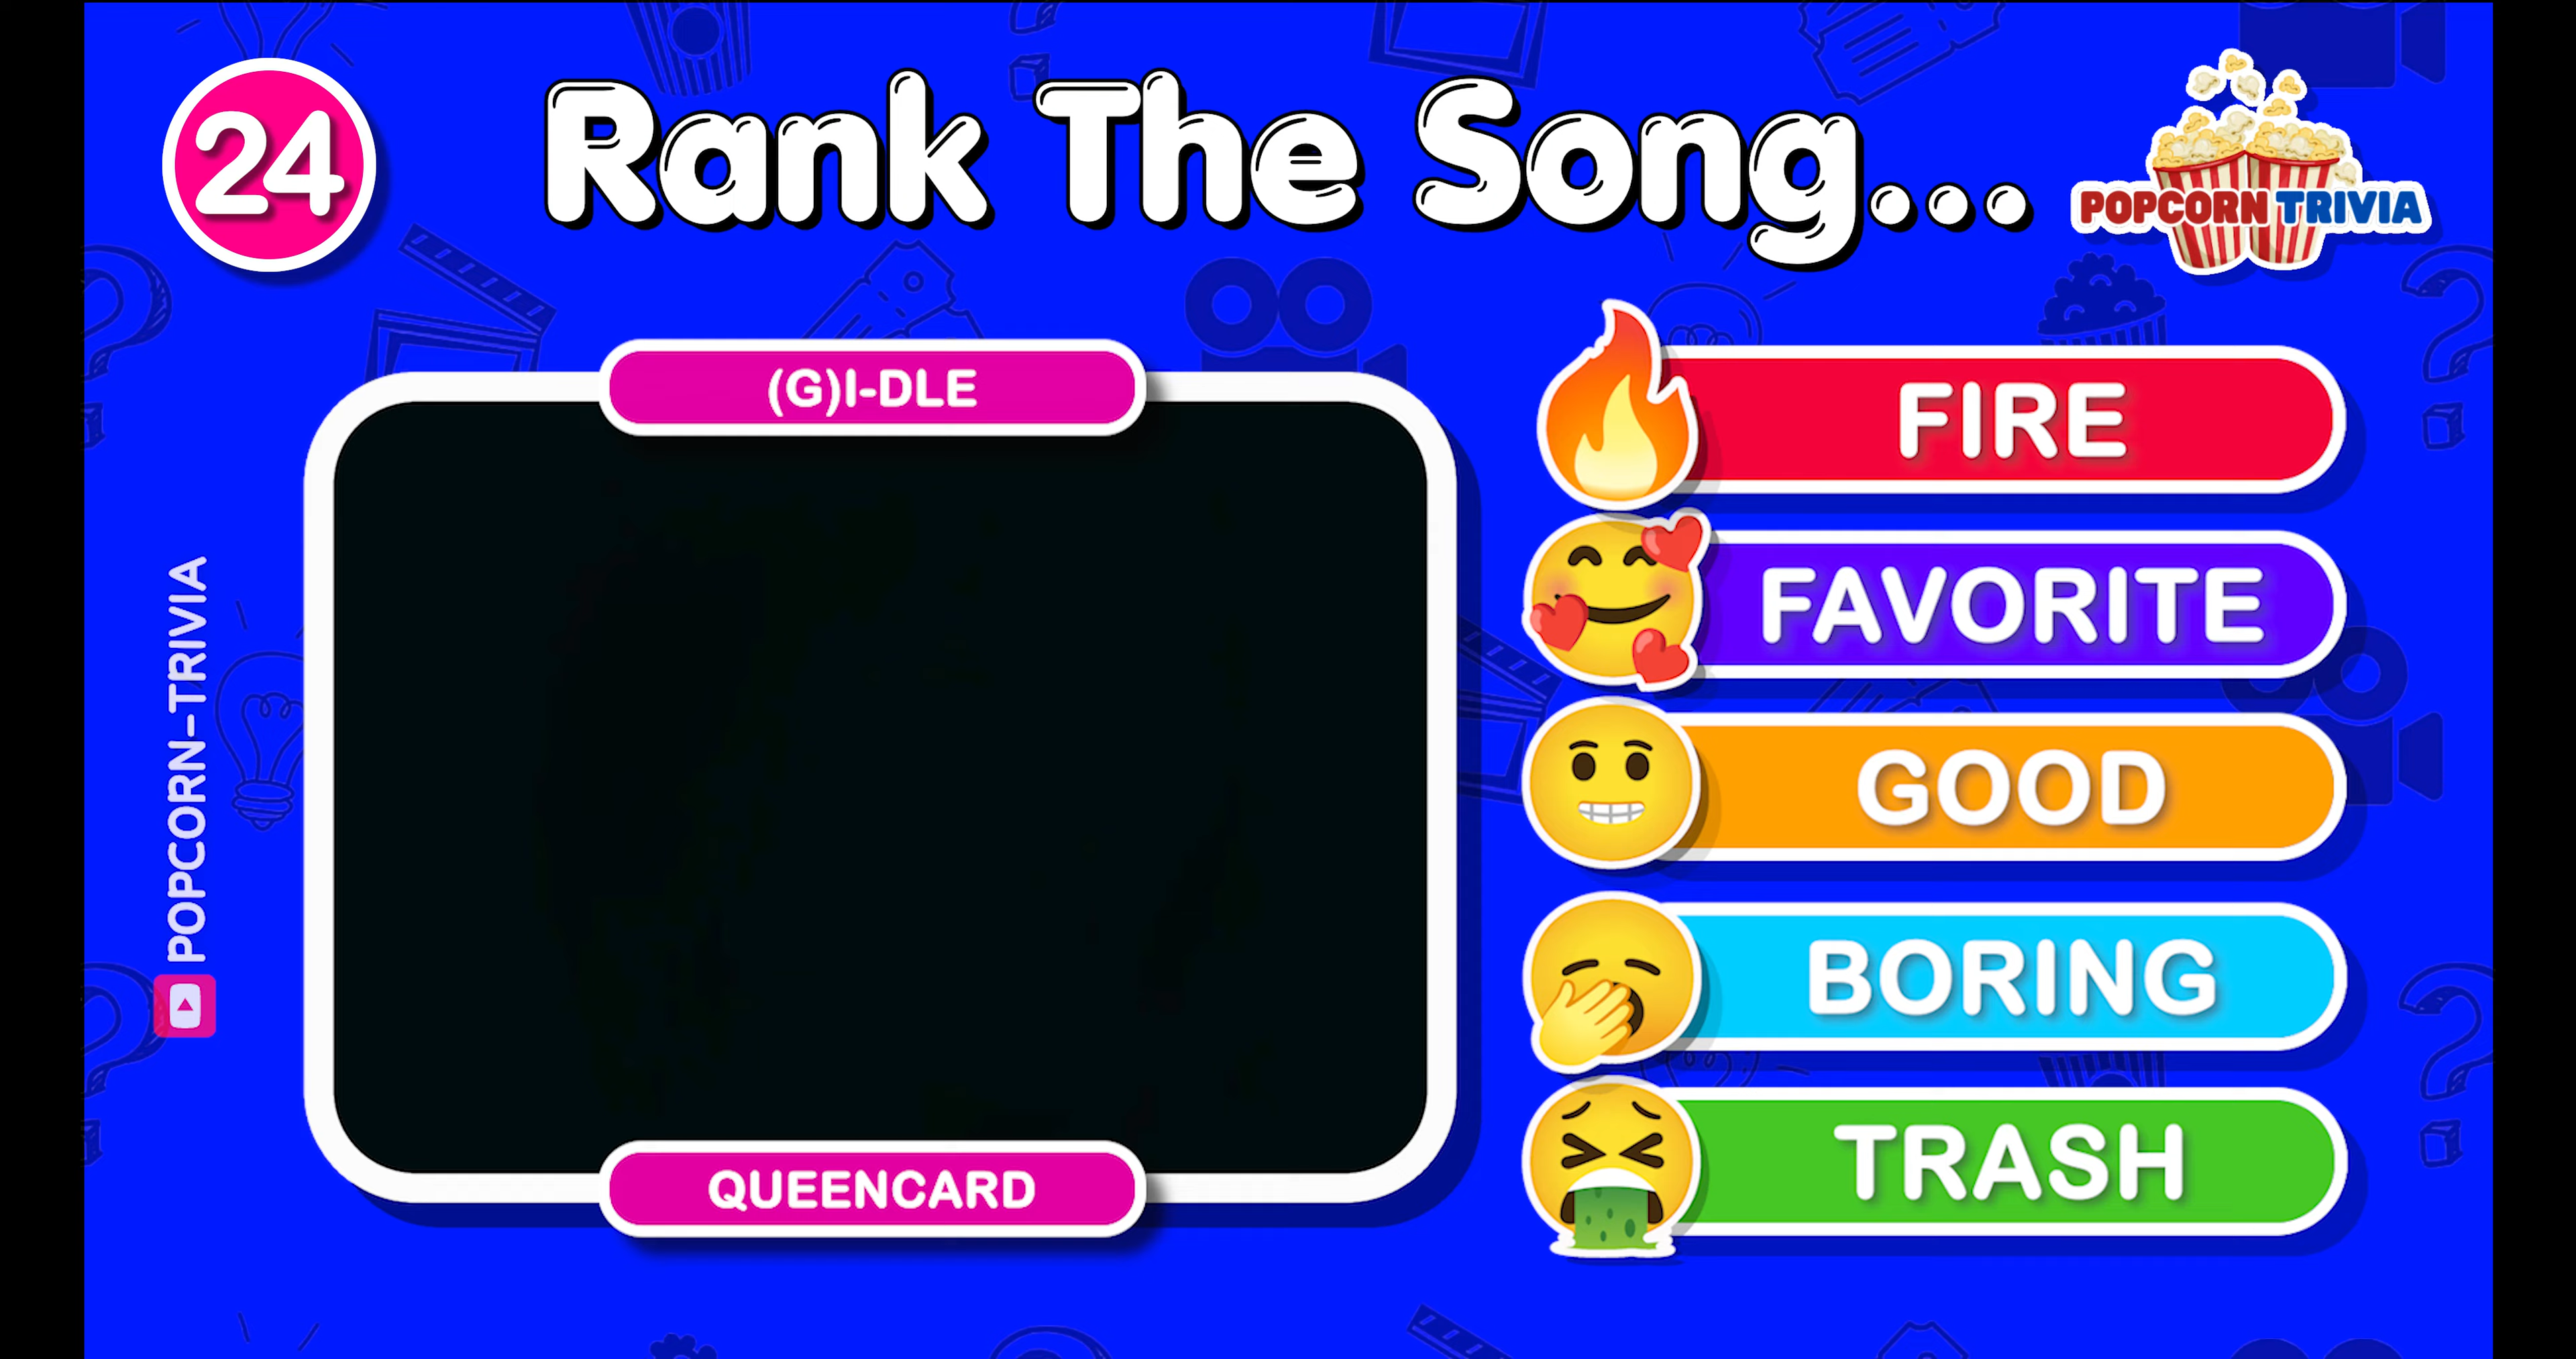 24
Rank The Song...
POPCORN TRIVIA
(G)I-DLE
QUEENCARD
POPCORN-TRIVIA
FIRE
FAVORITE
GOOD
BORING
TRASH